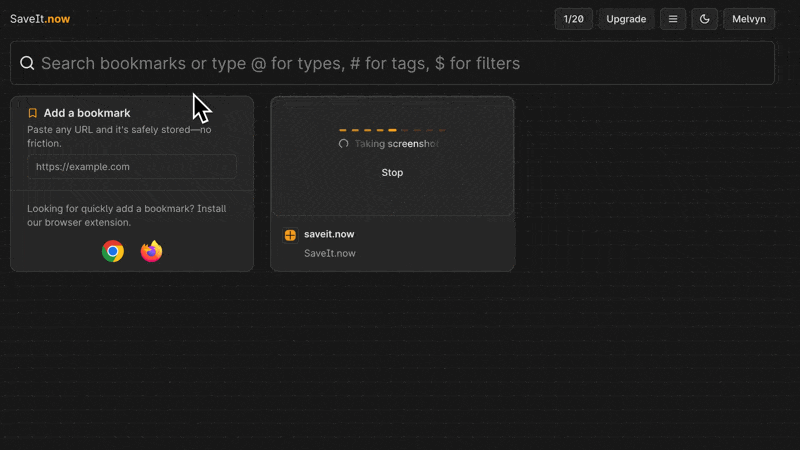 SaveIt.now
1/20
Upgrade
Melvyn
Search bookmarks or type @ for types, # for tags, $ for filters
Add a bookmark
Paste any URL and it's safely stored—no
friction.
https://example.com
Looking for quickly add a bookmark? Install
our browser extension.
Taking screenshot
Stop
saveit.now
SaveIt.now